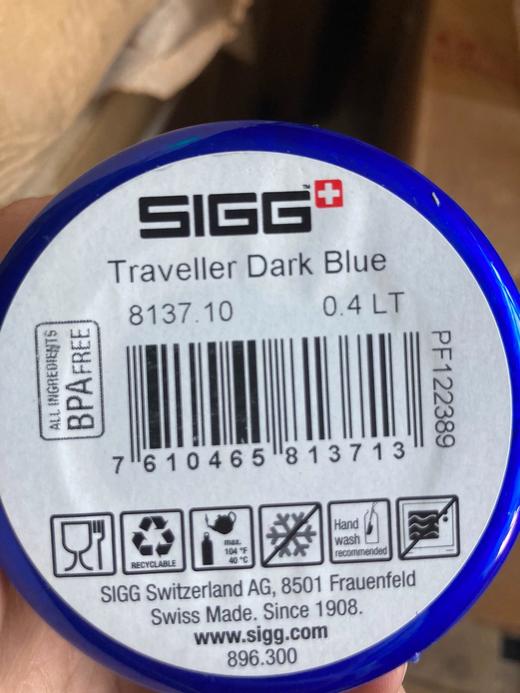 SIGG™
Traveller Dark Blue
8137.10 0.4 LT
ALL INGREDIENTS
BPA FREE
PF122389
7 610465 813713
RECYCLABLE
max.
104 °F
40 °C
Hand
wash
recommended
SIGG Switzerland AG, 8501 Frauenfeld
Swiss Made. Since 1908.
www.sigg.com
896.300